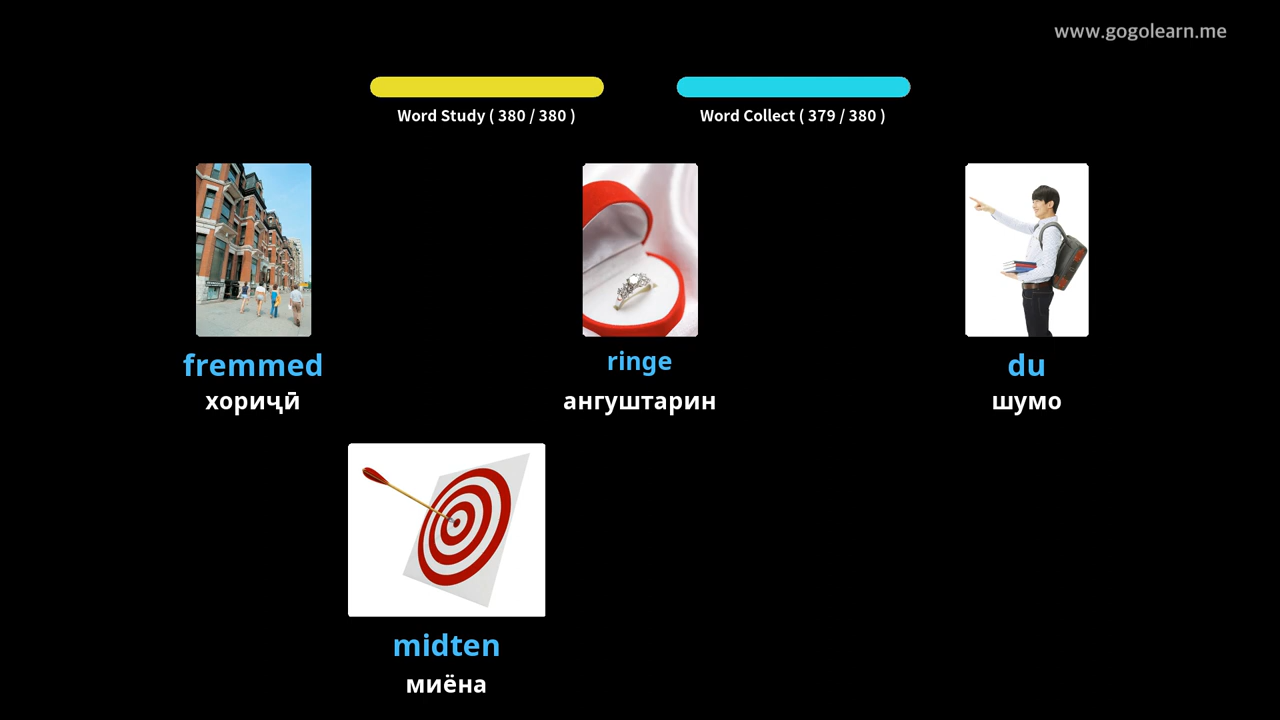 www.gogolearn.me
Word Study ( 380 / 380 )
Word Collect ( 379 / 380 )
fremmed
хориҷӣ
ringe
ангуштарин
du
шумо
midten
миёна